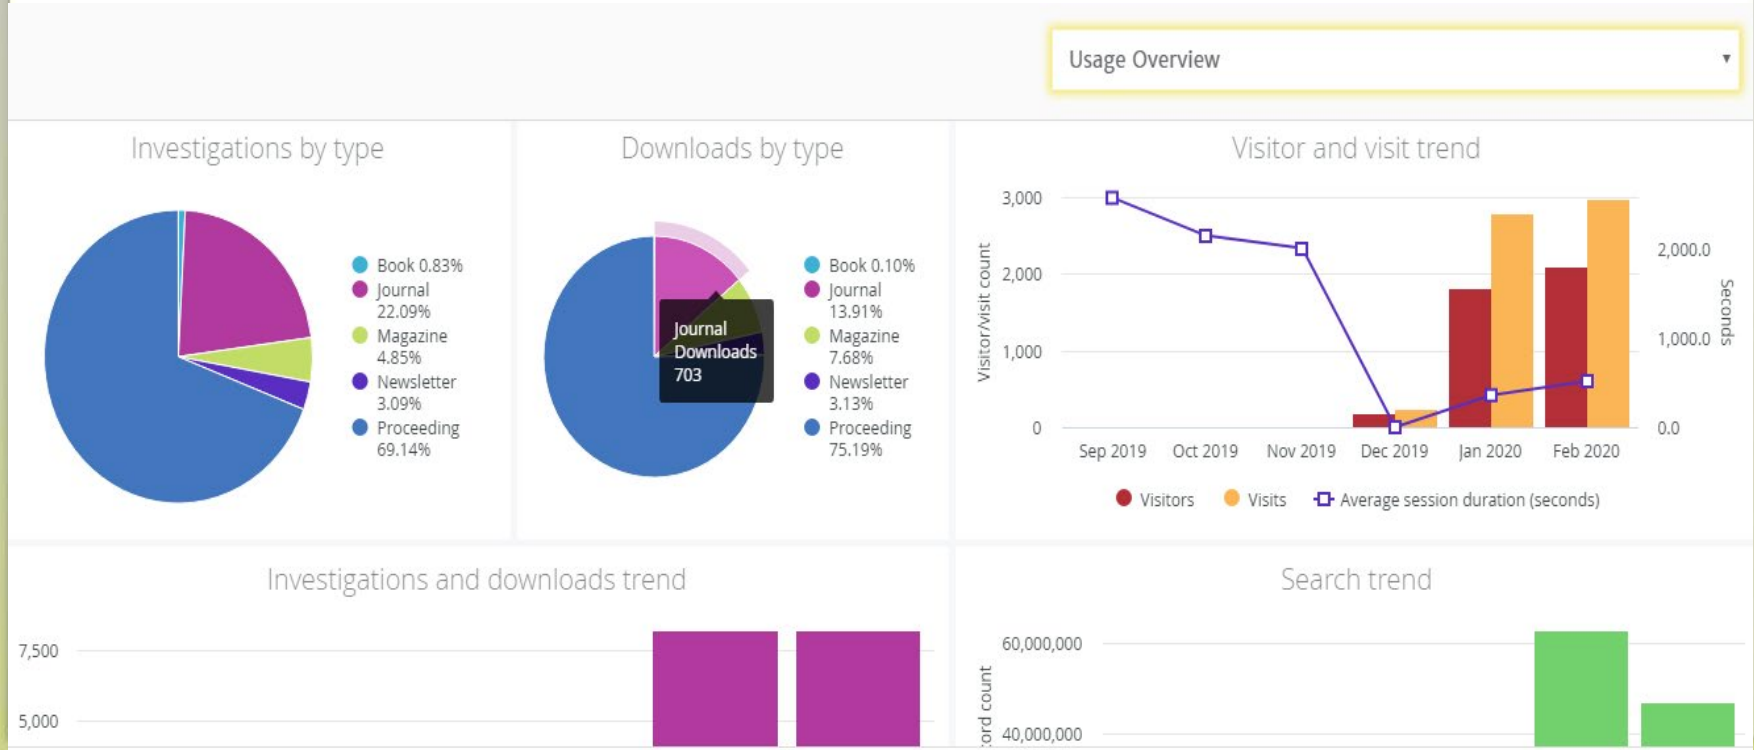 Usage Overview
Investigations by type
Book 0.83%
Journal
22.09%
Magazine
4.85%
Newsletter
3.09%
Proceeding
69.14%
Downloads by type
Journal
Downloads
703
Book 0.10%
Journal
13.91%
Magazine
7.68%
Newsletter
3.13%
Proceeding
75.19%
Visitor and visit trend
Visitor/visit count
3,000
2,000
1,000
0
2,000.0
1,000.0
0.0
Seconds
Sep 2019 Oct 2019 Nov 2019 Dec 2019 Jan 2020 Feb 2020
Visitors Visits Average session duration (seconds)
Investigations and downloads trend
7,500
5,000
Search trend
ord count
60,000,000
40,000,000